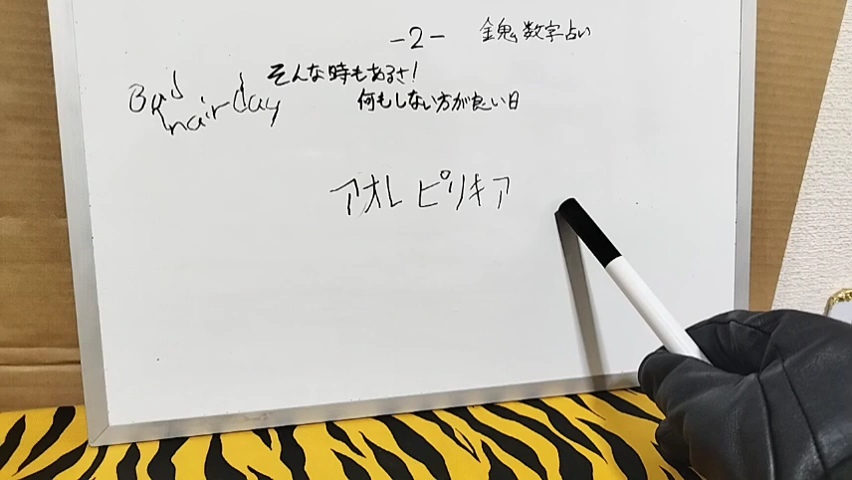 -2- 金鬼数字占い
Bad hair day
そんな時もあるさ!
何もしない方が良い日
アオレ ピリキア